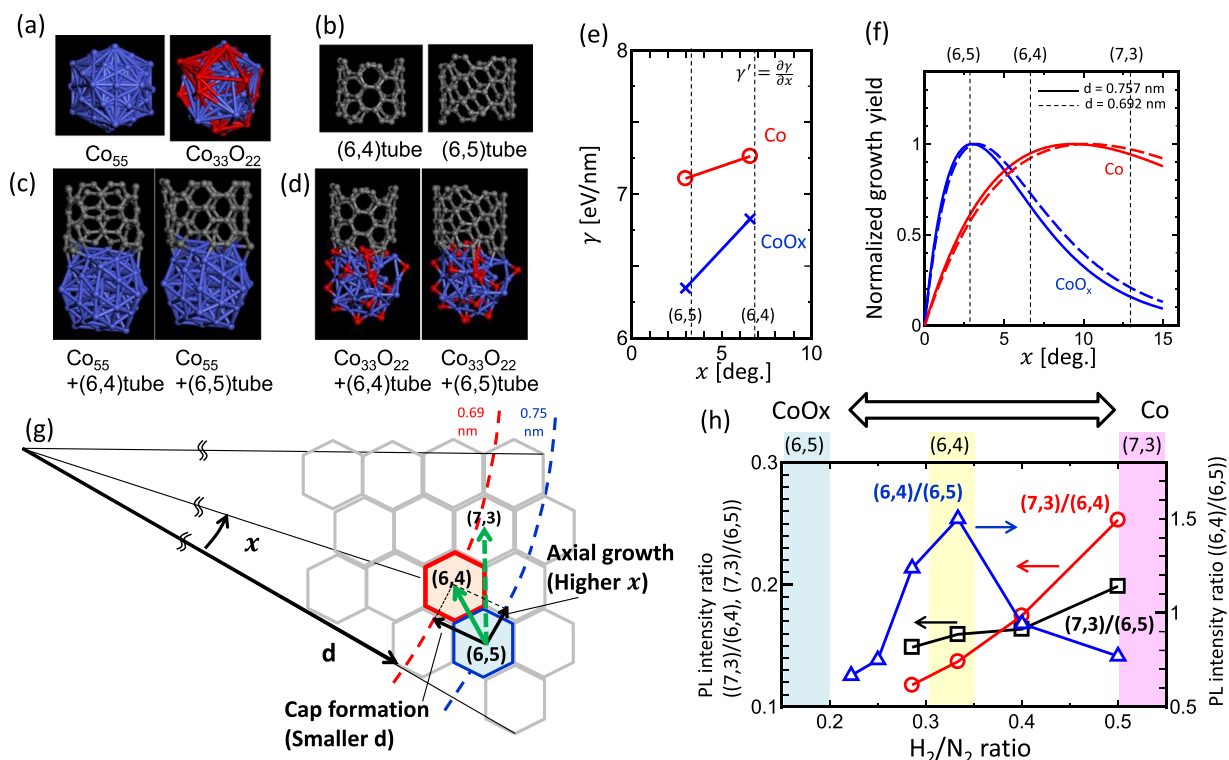 (a)
Co₅₅
Co₃₃O₂₂
(b)
(6,4)tube
(6,5)tube
(c)
Co₅₅
+(6,4)tube
Co₅₅
+(6,5)tube
(d)
Co₃₃O₂₂
+(6,4)tube
Co₃₃O₂₂
+(6,5)tube
(e)
8
7
6
γ [eV/nm]
γ′ = ∂γ/∂x
Co
CoOx
(6,5)
(6,4)
0
5
10
x [deg.]
(f)
(6,5)
(6,4)
(7,3)
d = 0.757 nm
d = 0.692 nm
Normalized growth yield
1
0.5
0
Co
CoOₓ
0
5
10
15
x [deg.]
(g)
0.69
nm
0.75
nm
x
d
(7,3)
(6,4)
(6,5)
Axial growth
(Higher x)
Cap formation
(Smaller d)
(h)
CoOx
Co
(6,5)
(6,4)
(7,3)
0.3
0.2
0.1
PL intensity ratio
((7,3)/(6,4), (7,3)/(6,5))
(6,4)/(6,5)
(7,3)/(6,4)
(7,3)/(6,5)
1.5
1
0.5
PL intensity ratio ((6,4)/(6,5))
0.2
0.3
0.4
0.5
H₂/N₂ ratio